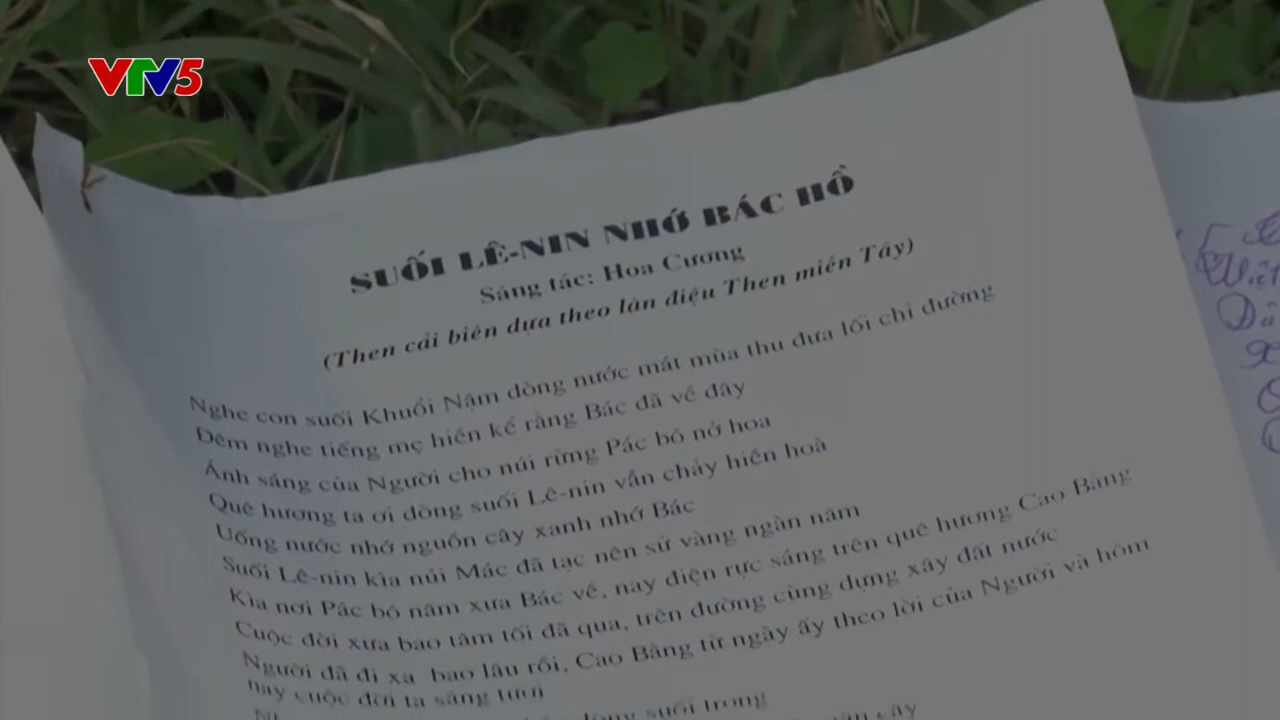 VTV5
SUỐI LÊ-NIN NHỚ BÁC HỒ
Sáng tác: Hoa Cương
(Then cải biên dựa theo làn điệu Then miền Tây)
Nghe con suối Khuổi Nậm dòng nước mát mùa thu đưa lối chỉ đường
Đêm nghe tiếng mẹ hiền kể rằng Bác đã về đây
Ánh sáng của Người cho núi rừng Pác bó nở hoa
Quê hương ta ơi dòng suối Lê-nin vẫn chảy hiền hoà
Uống nước nhớ nguồn cây xanh nhớ Bác
Suối Lê-nin kìa núi Mác đã tạc nên sử vàng ngàn năm
Kìa nơi Pác bó năm xưa Bác về, nay điện rực sáng trên quê hương Cao Bằng
Cuộc đời xưa bao tăm tối đã qua, trên đường cùng dựng xây đất nước
Người đã đi xa bao lâu rồi, Cao Bằng từ ngày ấy theo lời của Người và hôm
nay cuộc đời ta sáng tươi
dòng suối trong
cây